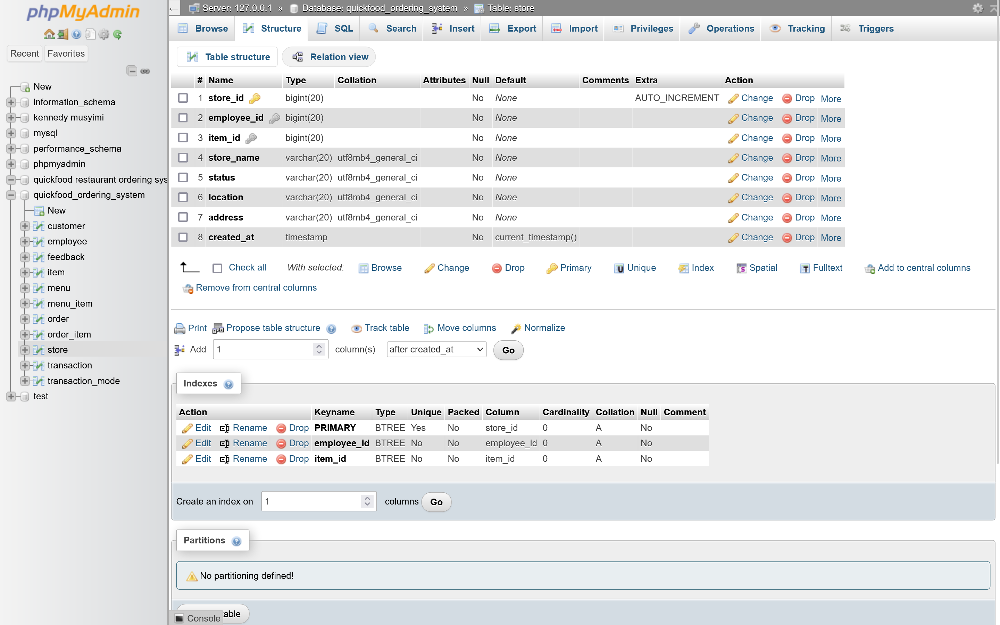 phpMyAdmin
Recent Favorites
New
information_schema
kennedy musyimi
mysql
performance_schema
phpmyadmin
quickfood restaurant ordering sys
quickfood_ordering_system
New
customer
employee
feedback
item
menu
menu_item
order
order_item
store
transaction
transaction_mode
test
← Server: 127.0.0.1 » Database: quickfood_ordering_system » Table: store
Browse Structure SQL Search Insert Export Import Privileges Operations Tracking Triggers
Table structure Relation view
# Name Type Collation Attributes Null Default Comments Extra Action
1 store_id bigint(20) No None AUTO_INCREMENT Change Drop More
2 employee_id bigint(20) No None Change Drop More
3 item_id bigint(20) No None Change Drop More
4 store_name varchar(20) utf8mb4_general_ci No None Change Drop More
5 status varchar(20) utf8mb4_general_ci No None Change Drop More
6 location varchar(20) utf8mb4_general_ci No None Change Drop More
7 address varchar(20) utf8mb4_general_ci No None Change Drop More
8 created_at timestamp No current_timestamp() Change Drop More
Check all With selected: Browse Change Drop Primary Unique Index Spatial Fulltext Add to central columns
Remove from central columns
Print Propose table structure Track table Move columns Normalize
Add 1 column(s) after created_at Go
Indexes
Action Keyname Type Unique Packed Column Cardinality Collation Null Comment
Edit Rename Drop PRIMARY BTREE Yes No store_id 0 A No
Edit Rename Drop employee_id BTREE No No employee_id 0 A No
Edit Rename Drop item_id BTREE No No item_id 0 A No
Create an index on 1 columns Go
Partitions
No partitioning defined!
able
Console